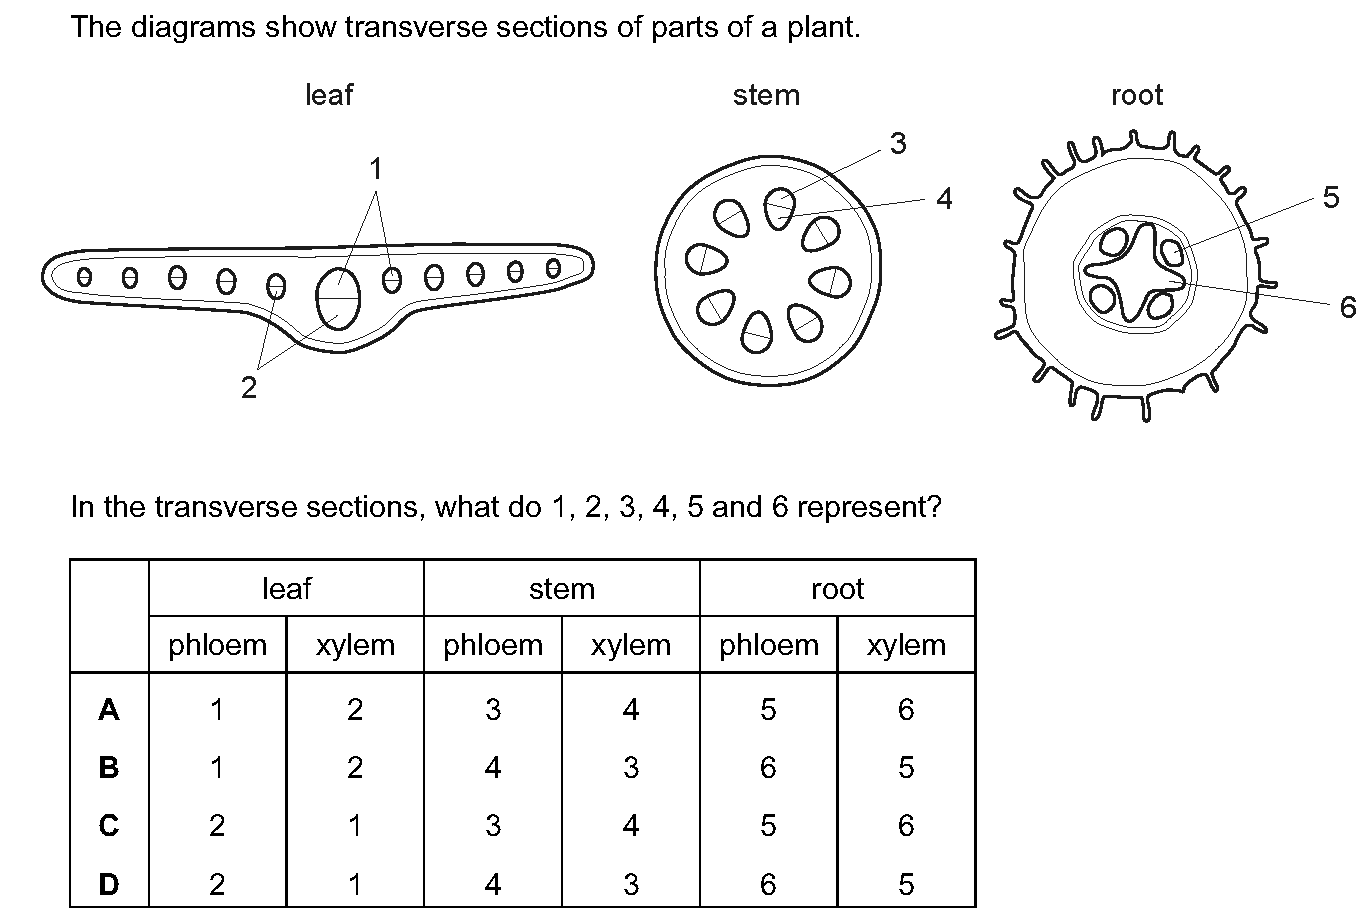 The diagrams show transverse sections of parts of a plant.
leaf stem root
1
2
3
4
5
6
In the transverse sections, what do 1, 2, 3, 4, 5 and 6 represent?
leaf stem root
phloem xylem phloem xylem phloem xylem
A 1 2 3 4 5 6
B 1 2 4 3 6 5
C 2 1 3 4 5 6
D 2 1 4 3 6 5